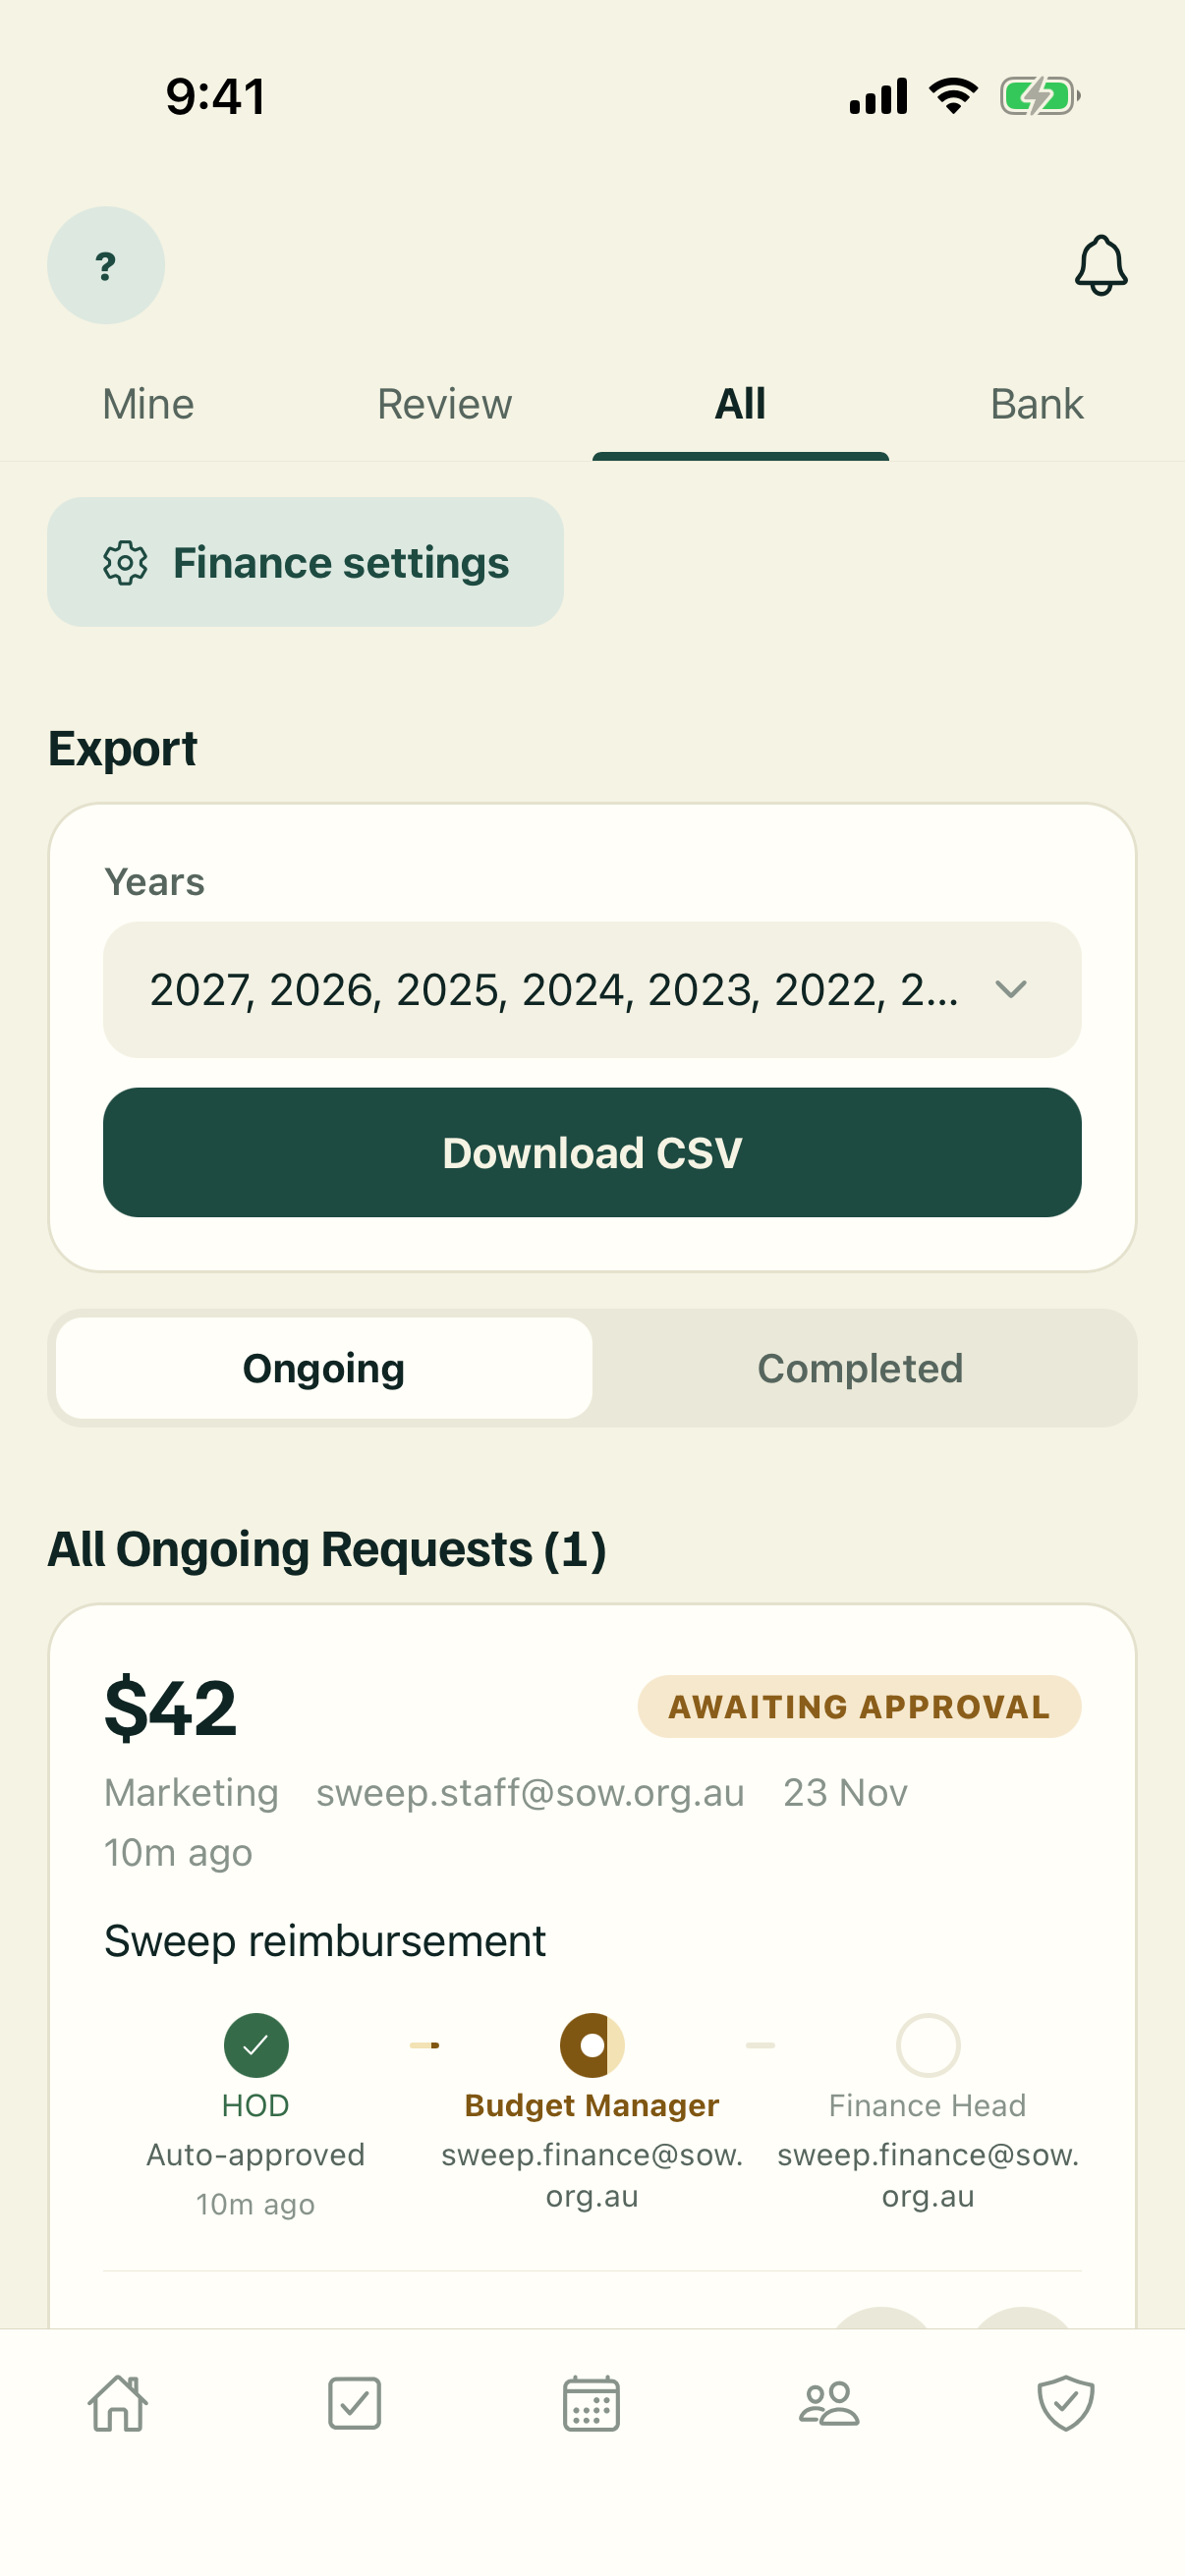 9:41
?
Mine Review All Bank
Finance settings
Export
Years
2027, 2026, 2025, 2024, 2023, 2022, 2...
Download CSV
Ongoing Completed
All Ongoing Requests (1)
$42 AWAITING APPROVAL
Marketing sweep.staff@sow.org.au 23 Nov
10m ago
Sweep reimbursement
HOD Budget Manager Finance Head
Auto-approved sweep.finance@sow. sweep.finance@sow.
10m ago org.au org.au